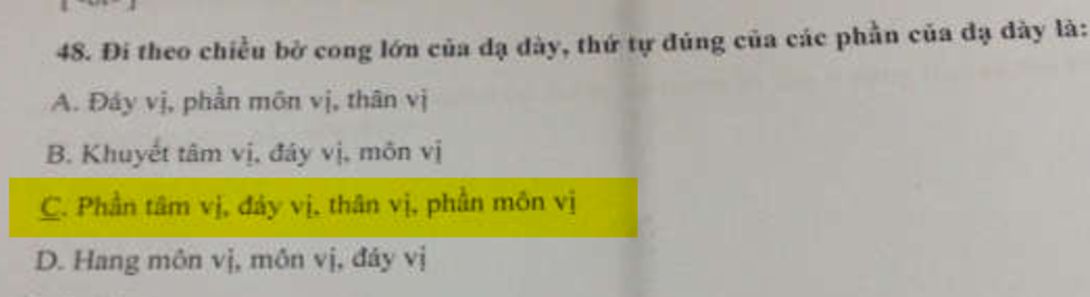 48. Đi theo chiều bờ cong lớn của dạ dày, thứ tự đúng của các phần của dạ dày là:
A. Đáy vị, phần môn vị, thân vị
B. Khuyết tâm vị, đáy vị, môn vị
C. Phần tâm vị, đáy vị, thân vị, phần môn vị
D. Hang môn vị, môn vị, đáy vị